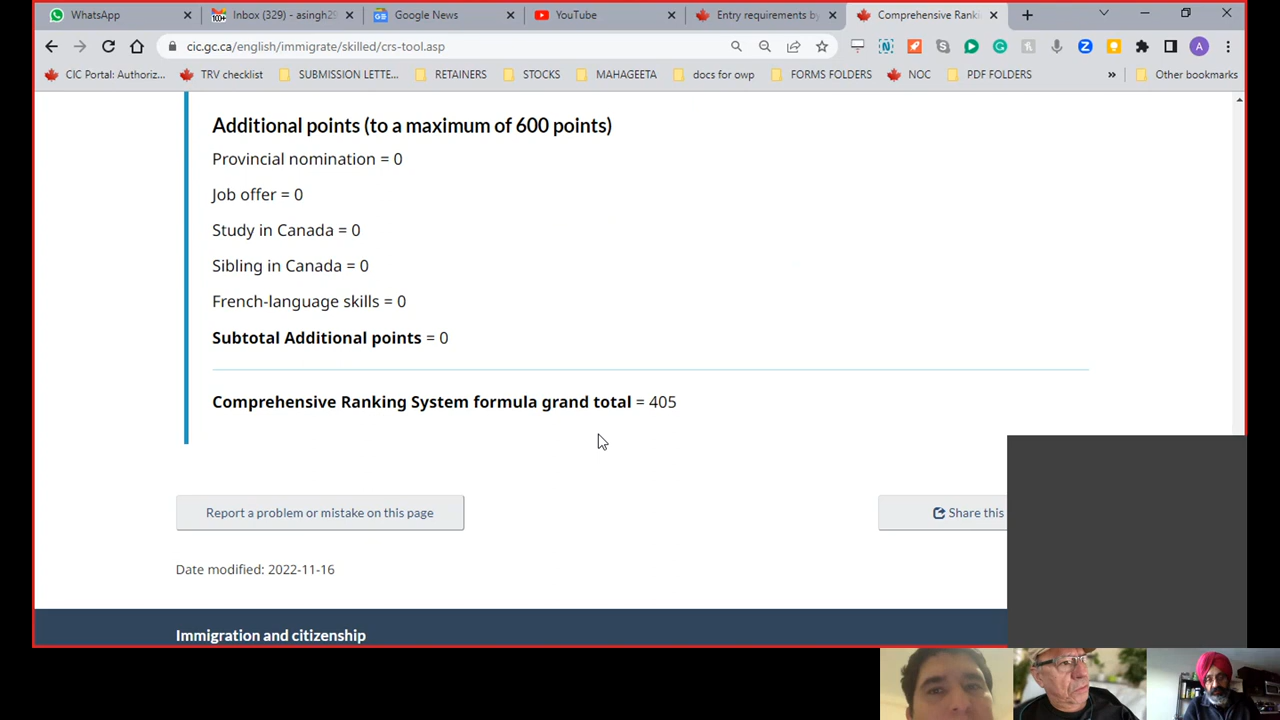 WhatsApp
100+ Inbox (329) - asingh29
Google News
YouTube
Entry requirements by
Comprehensive Rank
cic.gc.ca/english/immigrate/skilled/crs-tool.asp
A
CIC Portal: Authoriz...
TRV checklist
SUBMISSION LETTE...
RETAINERS
STOCKS
MAHAGEETA
docs for owp
FORMS FOLDERS
NOC
PDF FOLDERS
»
Other bookmarks
Additional points (to a maximum of 600 points)
Provincial nomination = 0
Job offer = 0
Study in Canada = 0
Sibling in Canada = 0
French-language skills = 0
Subtotal Additional points = 0
Comprehensive Ranking System formula grand total = 405
Report a problem or mistake on this page
Share this
Date modified: 2022-11-16
Immigration and citizenship